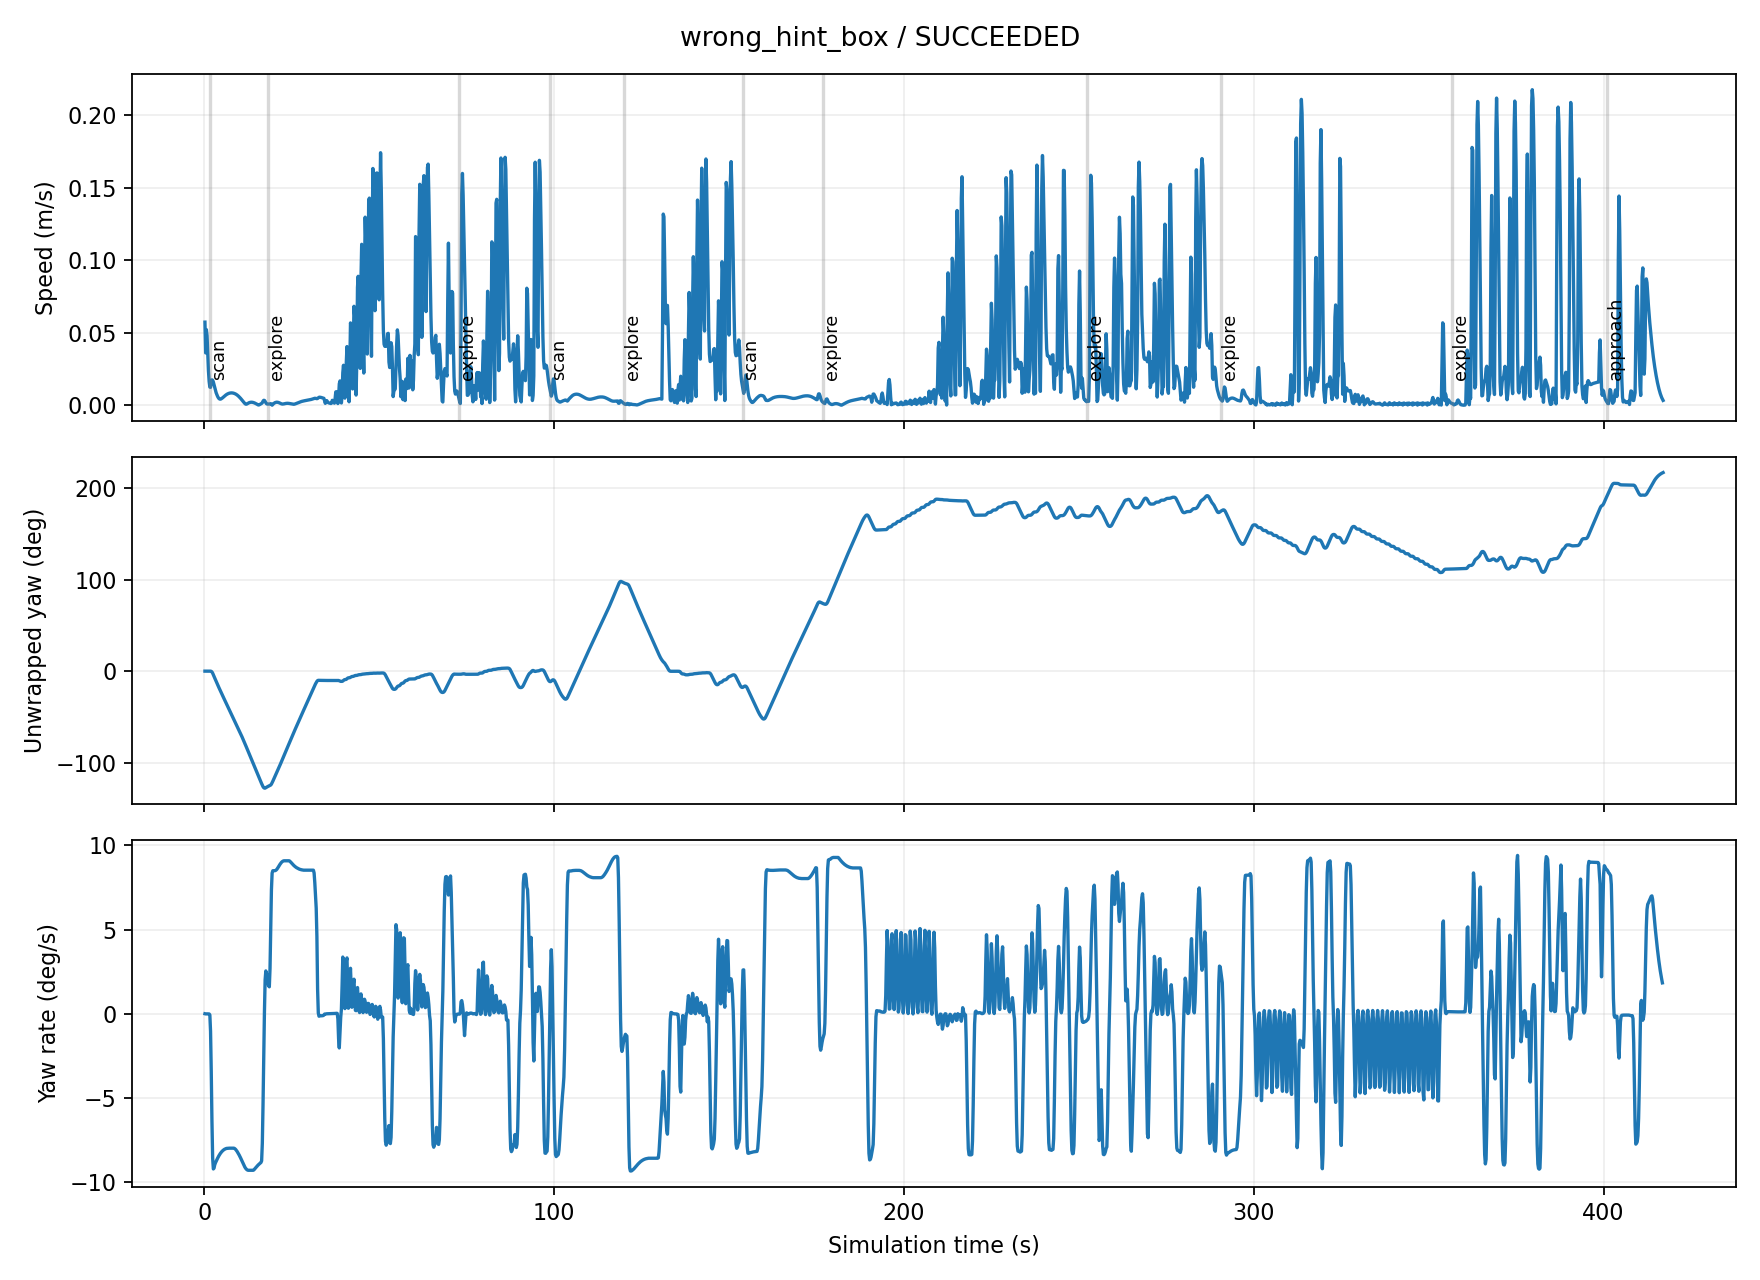 wrong_hint_box / SUCCEEDED
Speed (m/s)
0.20
0.15
0.10
0.05
0.00
scan
explore
explore
scan
explore
scan
explore
explore
explore
explore
approach
Unwrapped yaw (deg)
200
100
0
−100
Yaw rate (deg/s)
10
5
0
−5
−10
0
100
200
300
400
Simulation time (s)